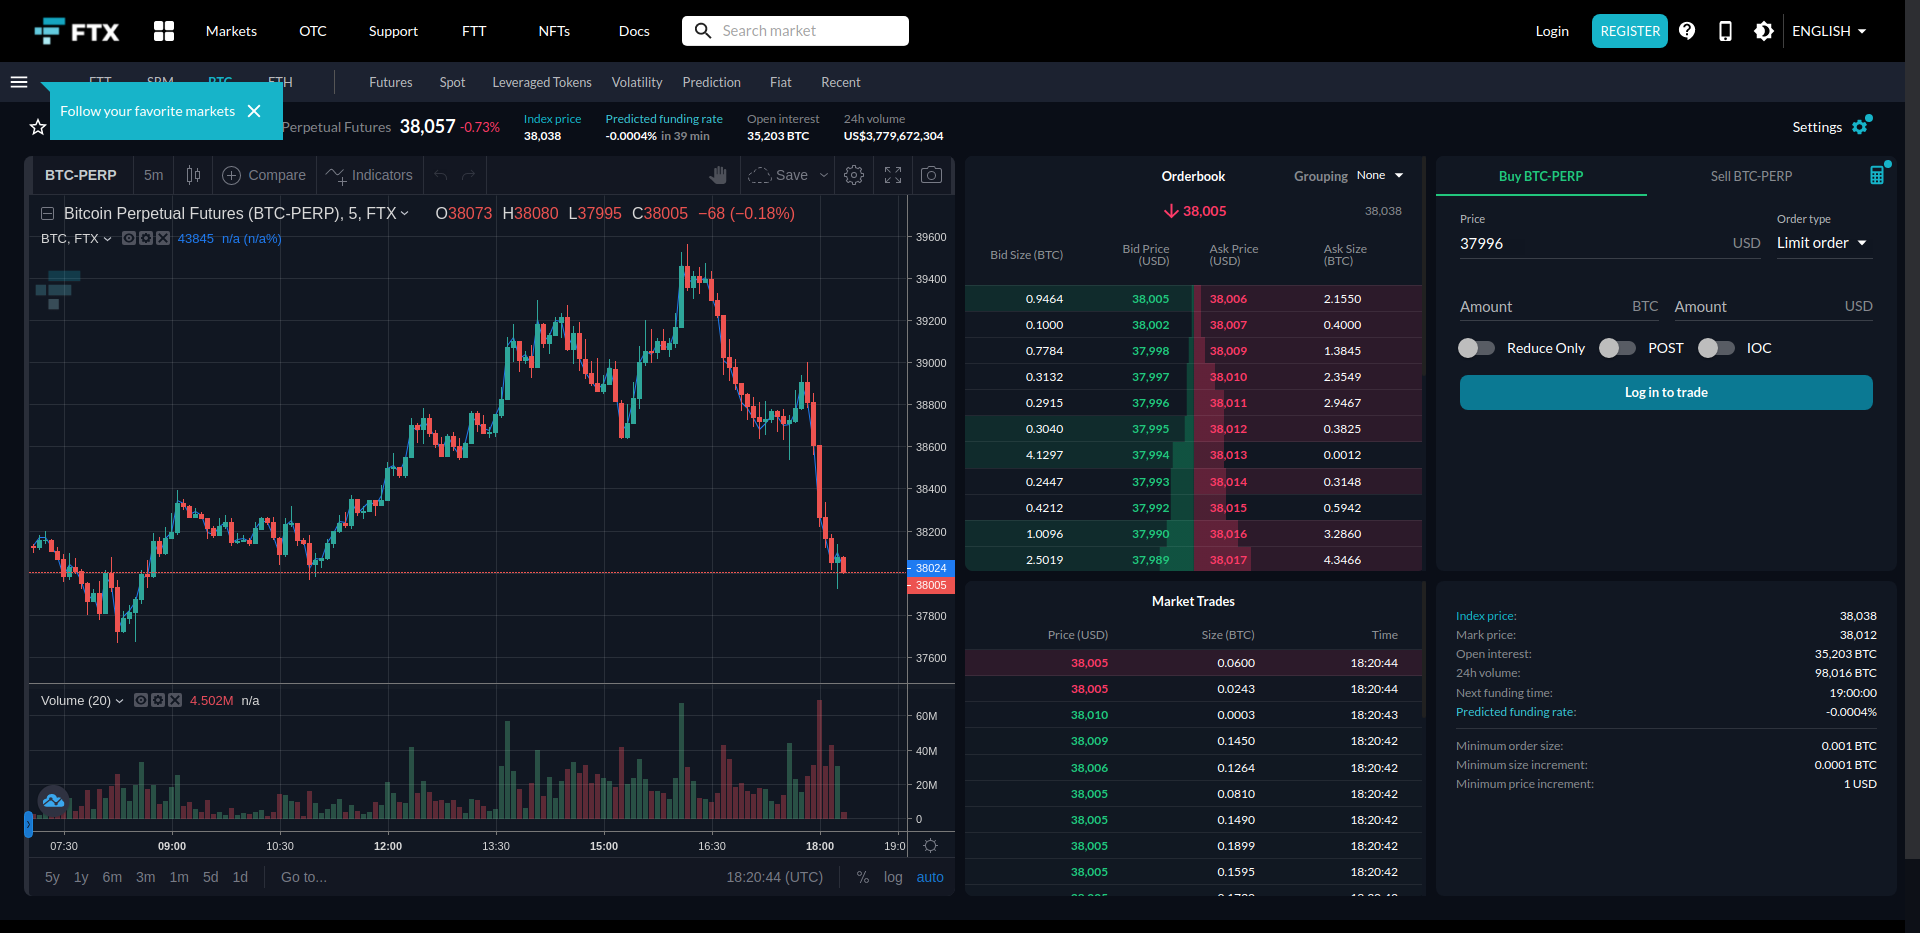 FTX
Markets
OTC
Support
FTT
NFTs
Docs
Search market
Login
REGISTER
ENGLISH
FTT
SRM
BTC
ETH
Futures
Spot
Leveraged Tokens
Volatility
Prediction
Fiat
Recent
Follow your favorite markets
Perpetual Futures
38,057 -0.73%
Index price
38,038
Predicted funding rate
-0.0004% in 39 min
Open interest
35,203 BTC
24h volume
US$3,779,672,304
Settings
BTC-PERP
5m
Compare
Indicators
Save
Bitcoin Perpetual Futures (BTC-PERP), 5, FTX
O38073 H38080 L37995 C38005 −68 (−0.18%)
BTC, FTX
43845 n/a (n/a%)
39600
39400
39200
39000
38800
38600
38400
38200
38024
38005
37800
37600
Volume (20)
4.502M n/a
60M
40M
20M
0
07:30 09:00 10:30 12:00 13:30 15:00 16:30 18:00 19:0
5y 1y 6m 3m 1m 5d 1d
Go to...
18:20:44 (UTC)
% log auto
Orderbook
Grouping None
38,005
38,038
Bid Size (BTC)
Bid Price (USD)
Ask Price (USD)
Ask Size (BTC)
0.9464 38,005 38,006 2.1550
0.1000 38,002 38,007 0.4000
0.7784 37,998 38,009 1.3845
0.3132 37,997 38,010 2.3549
0.2915 37,996 38,011 2.9467
0.3040 37,995 38,012 0.3825
4.1297 37,994 38,013 0.0012
0.2447 37,993 38,014 0.3148
0.4212 37,992 38,015 0.5942
1.0096 37,990 38,016 3.2860
2.5019 37,989 38,017 4.3466
Market Trades
Price (USD) Size (BTC) Time
38,005 0.0600 18:20:44
38,005 0.0243 18:20:44
38,010 0.0003 18:20:43
38,009 0.1450 18:20:42
38,006 0.1264 18:20:42
38,005 0.0810 18:20:42
38,005 0.1490 18:20:42
38,005 0.1899 18:20:42
38,005 0.1595 18:20:42
Buy BTC-PERP
Sell BTC-PERP
Price
37996 USD
Order type
Limit order
Amount BTC
Amount USD
Reduce Only
POST
IOC
Log in to trade
Index price: 38,038
Mark price: 38,012
Open interest: 35,203 BTC
24h volume: 98,016 BTC
Next funding time: 19:00:00
Predicted funding rate: -0.0004%
Minimum order size: 0.001 BTC
Minimum size increment: 0.0001 BTC
Minimum price increment: 1 USD